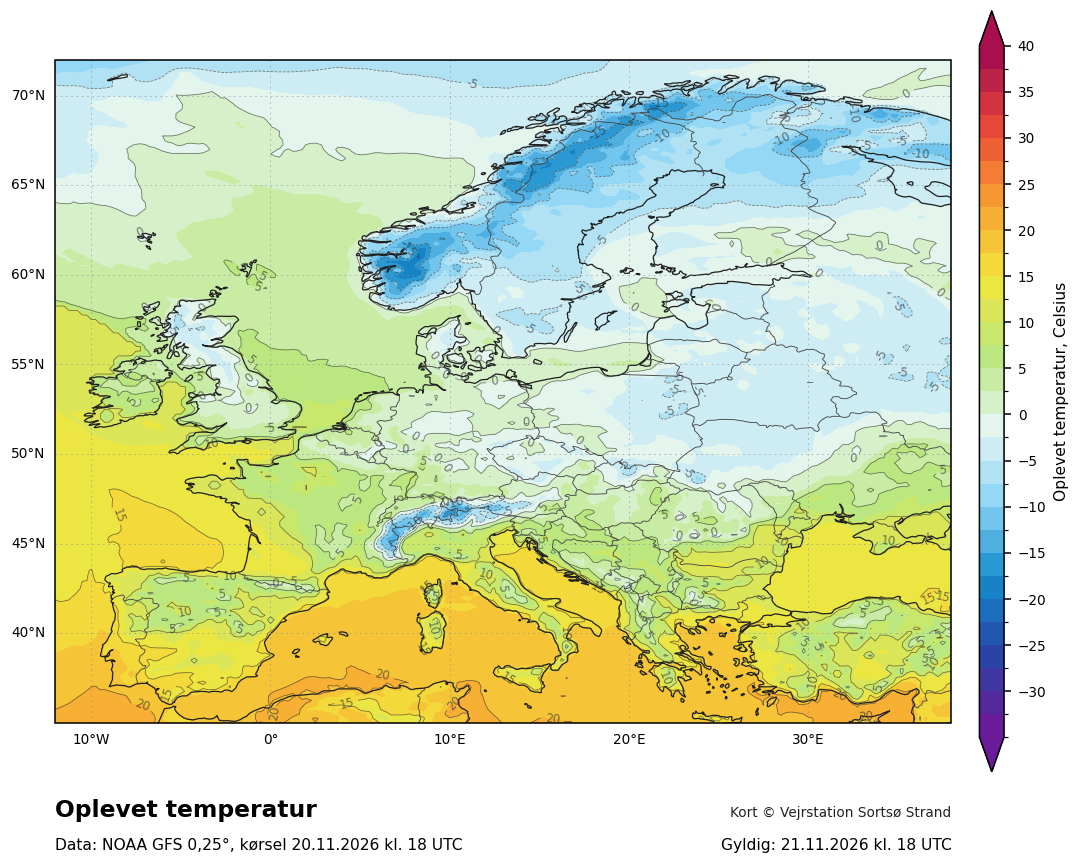 70°N
65°N
60°N
55°N
50°N
45°N
40°N
10°W 0° 10°E 20°E 30°E
40
35
30
25
20
15
10
5
0
−5
−10
−15
−20
−25
−30
Oplevet temperatur, Celsius
Oplevet temperatur
Kort © Vejrstation Sortsø Strand
Data: NOAA GFS 0,25°, kørsel 20.11.2026 kl. 18 UTC
Gyldig: 21.11.2026 kl. 18 UTC